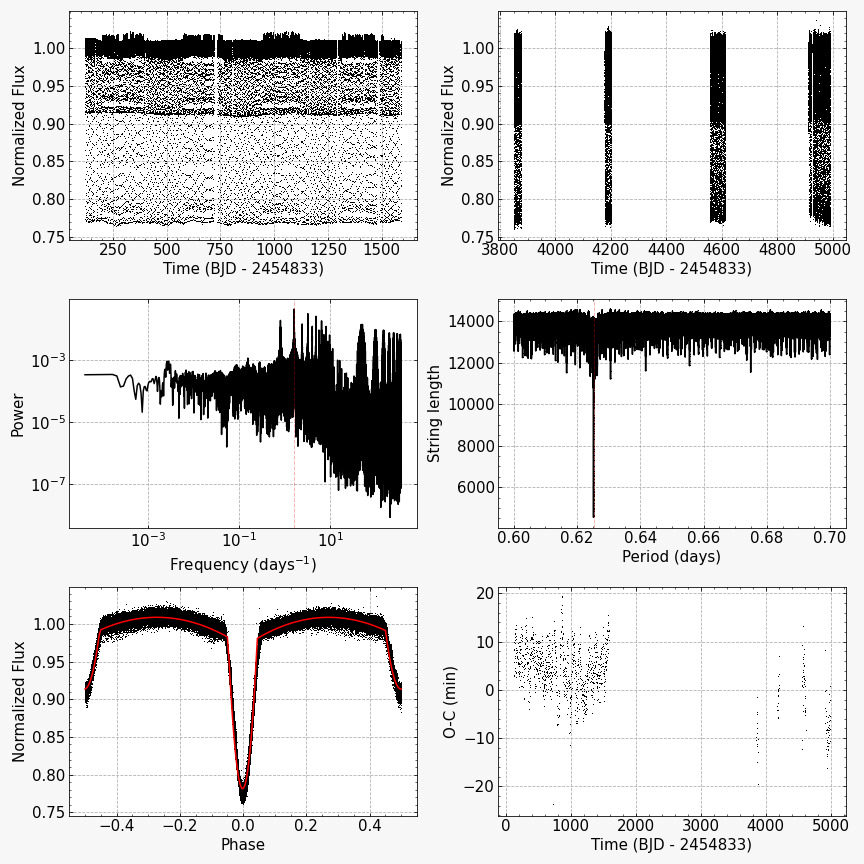 Normalized Flux
1.00
0.95
0.90
0.85
0.80
0.75
250 500 750 1000 1250 1500
Time (BJD - 2454833)
Normalized Flux
1.00
0.95
0.90
0.85
0.80
0.75
3800 4000 4200 4400 4600 4800 5000
Time (BJD - 2454833)
Power
10⁻³
10⁻⁵
10⁻⁷
10⁻³ 10⁻¹ 10¹
Frequency (days⁻¹)
String length
14000
12000
10000
8000
6000
0.60 0.62 0.64 0.66 0.68 0.70
Period (days)
Normalized Flux
1.00
0.95
0.90
0.85
0.80
0.75
−0.4 −0.2 0.0 0.2 0.4
Phase
O-C (min)
20
10
0
−10
−20
0 1000 2000 3000 4000 5000
Time (BJD - 2454833)